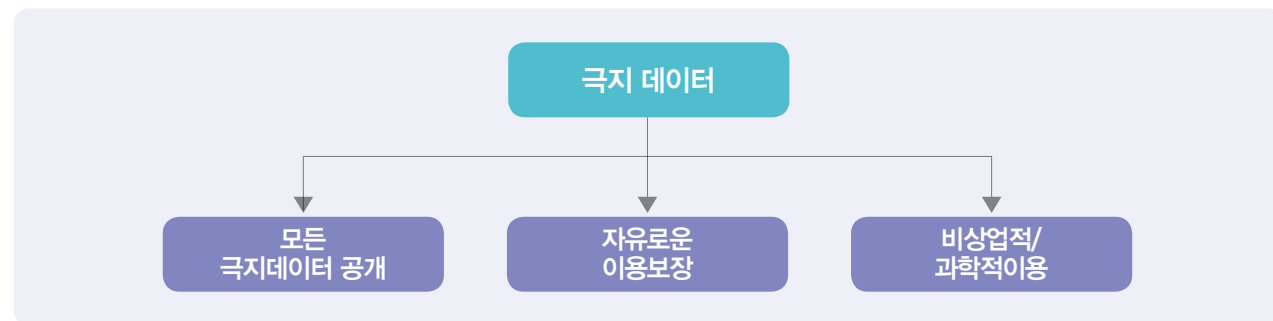 극지 데이터
모든
극지데이터 공개
자유로운
이용보장
비상업적/
과학적이용